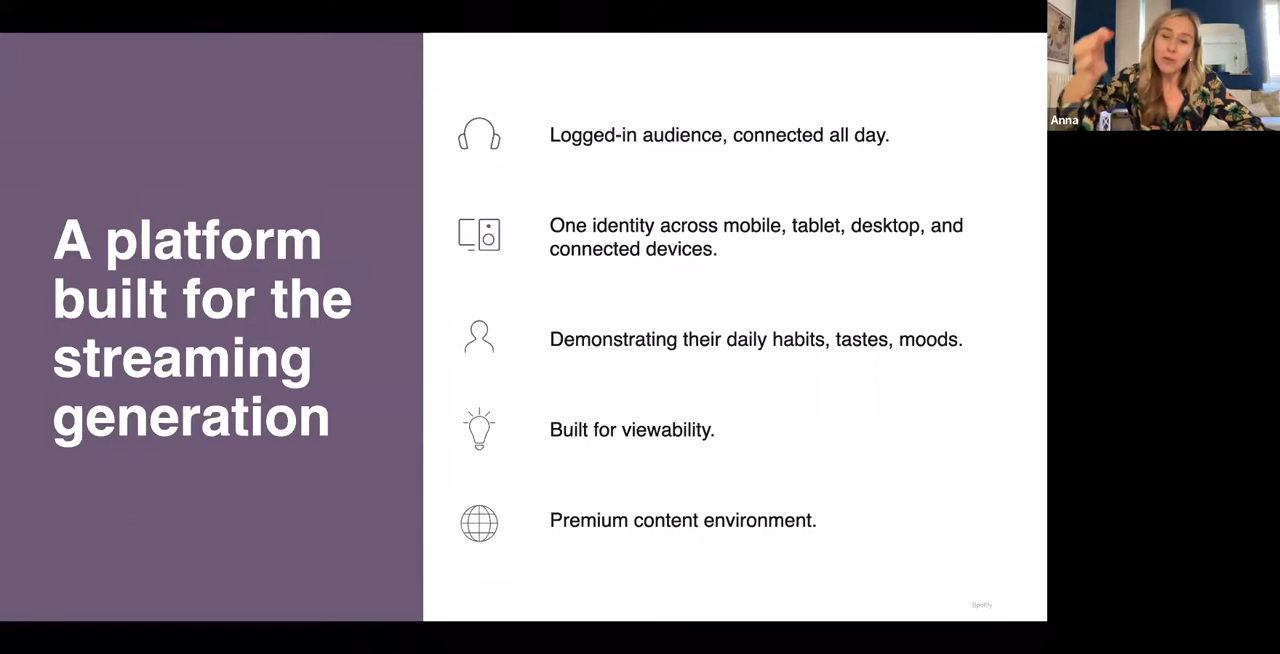 A platform
built for the
streaming
generation
Logged-in audience, connected all day.
One identity across mobile, tablet, desktop, and
connected devices.
Demonstrating their daily habits, tastes, moods.
Built for viewability.
Premium content environment.
Spotify
Anna